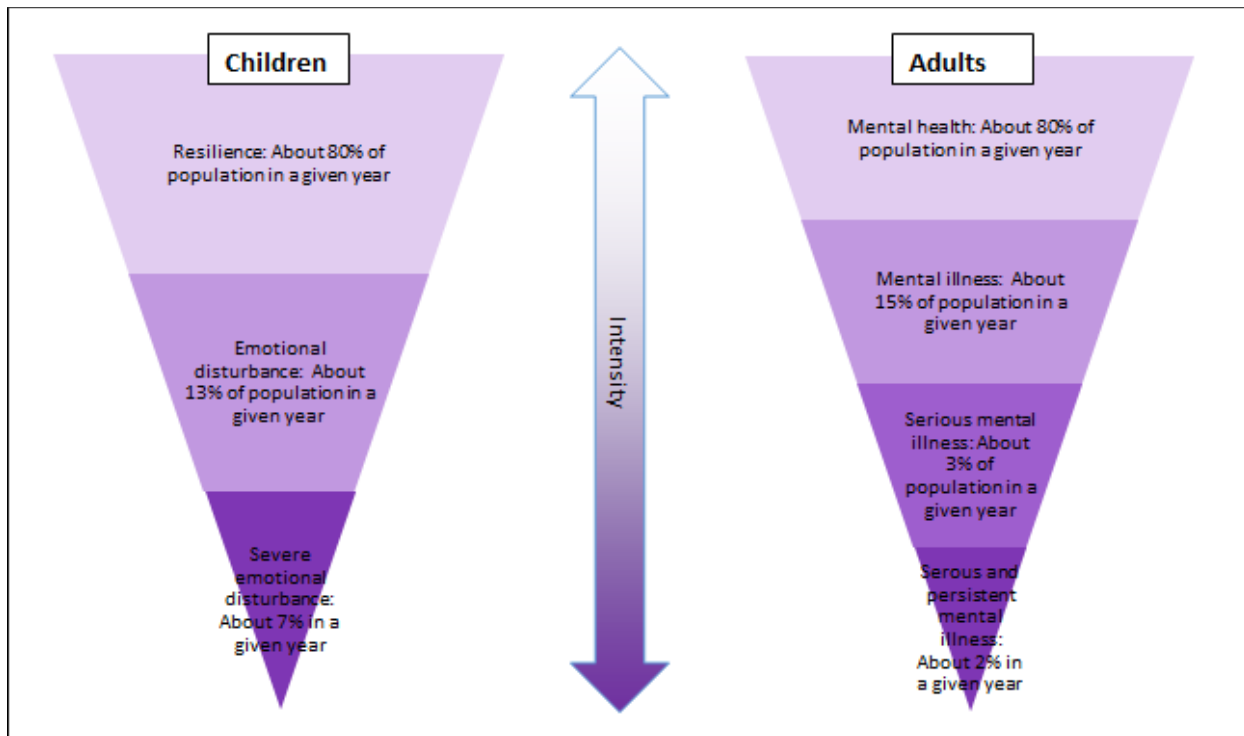 Children
Resilience: About 80% of
population in a given year
Emotional
disturbance: About
13% of population in a
given year
Severe
emotional
disturbance:
About 7% in a
given year
Intensity
Adults
Mental health: About 80% of
population in a given year
Mental illness: About
15% of population in a
given year
Serious mental
illness: About
3% of
population in a
given year
Serous and
persistent
mental
illness:
About 2% in
a given year